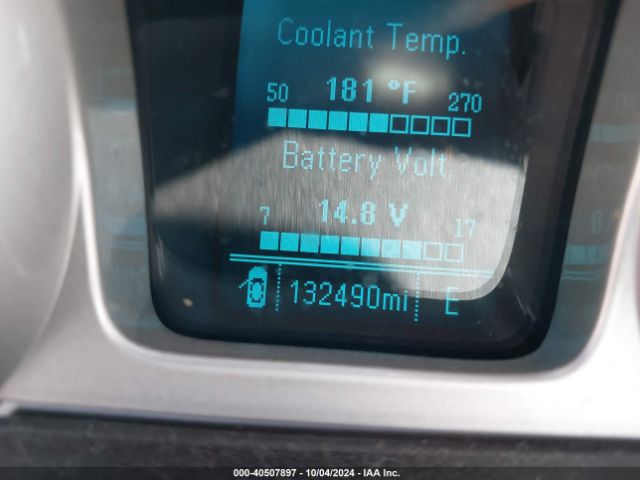 Coolant Temp.
50 181 °F 270
Battery Volt.
7 14.8 V 17
132490mi E
000-40507897 - 10/04/2024 - IAA Inc.